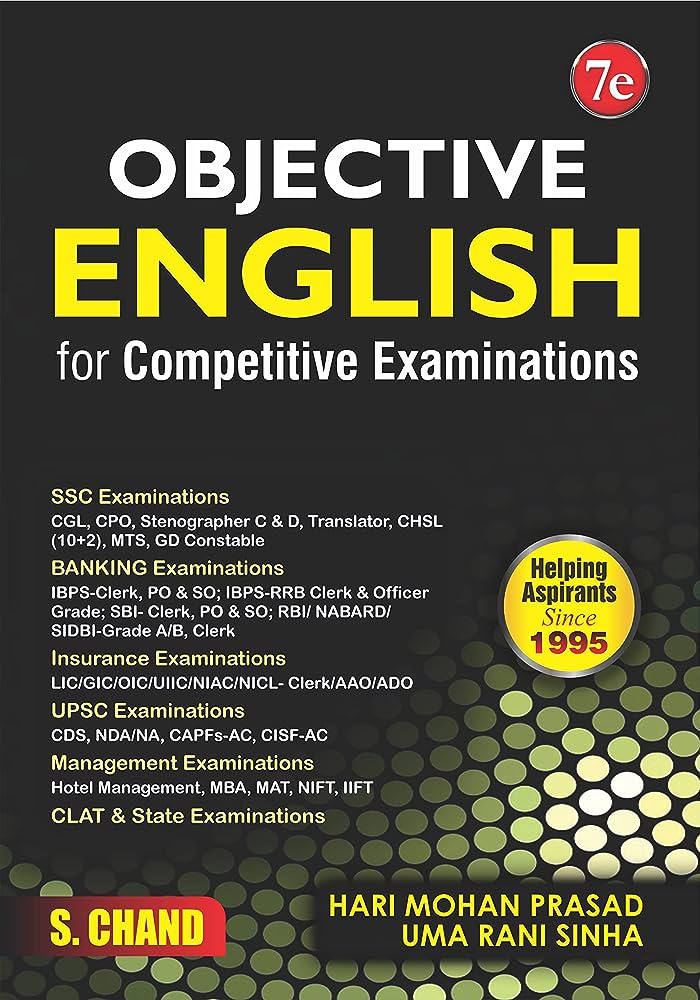 7e
OBJECTIVE
ENGLISH
for Competitive Examinations
SSC Examinations
CGL, CPO, Stenographer C & D, Translator, CHSL
(10+2), MTS, GD Constable
BANKING Examinations
IBPS-Clerk, PO & SO; IBPS-RRB Clerk & Officer
Grade; SBI- Clerk, PO & SO; RBI/ NABARD/
SIDBI-Grade A/B, Clerk
Insurance Examinations
LIC/GIC/OIC/UIIC/NIAC/NICL- Clerk/AAO/ADO
UPSC Examinations
CDS, NDA/NA, CAPFs-AC, CISF-AC
Management Examinations
Hotel Management, MBA, MAT, NIFT, IIFT
CLAT & State Examinations
Helping
Aspirants
Since
1995
HARI MOHAN PRASAD
UMA RANI SINHA
S. CHAND